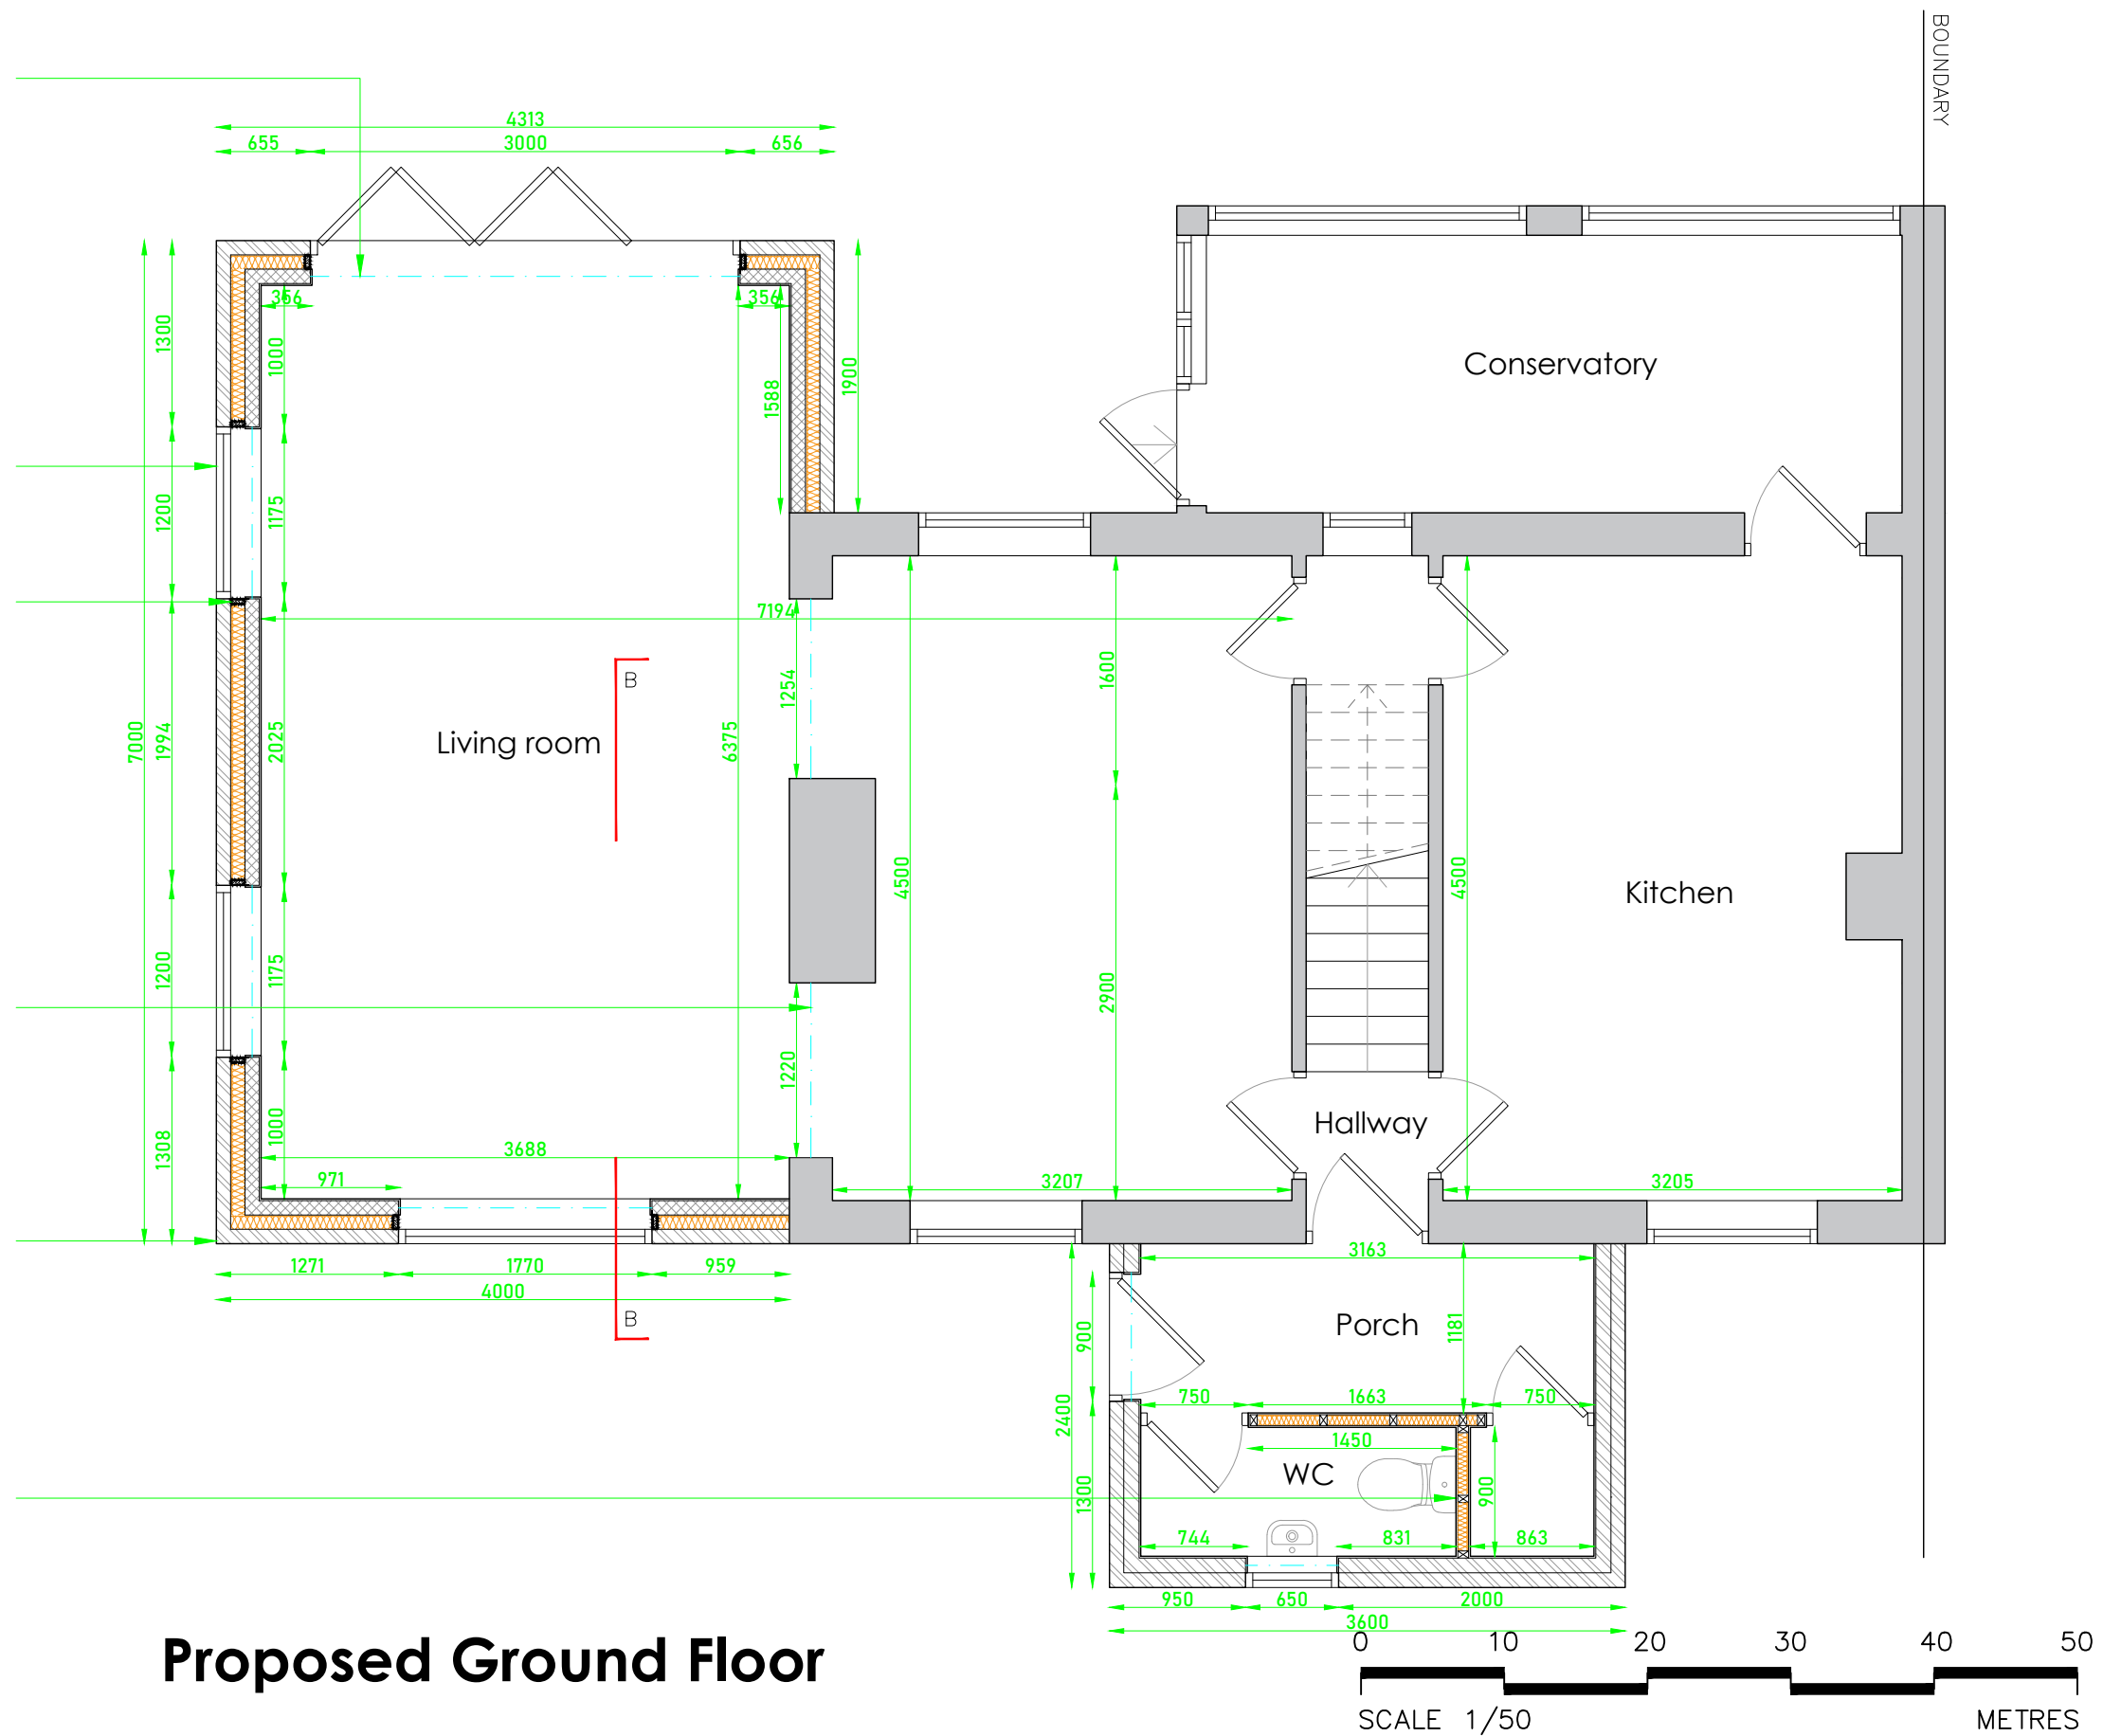 BOUNDARY
4313
655 3000 656
356 356
1300
1000
1588
1900
Conservatory
1200
1175
7194
1254
1600
B
7000
1994
2025
Living room
6375
4500
4500
Kitchen
1200
1175
2900
1220
1308
1000
Hallway
3688
971
3207
3205
1271 1770 959
4000
B
3163
Porch
1181
900
2400
750 1663 750
1450
WC
900
1300
744 831 863
950 650 2000
3600
Proposed Ground Floor
0 10 20 30 40 50
SCALE 1/50 METRES